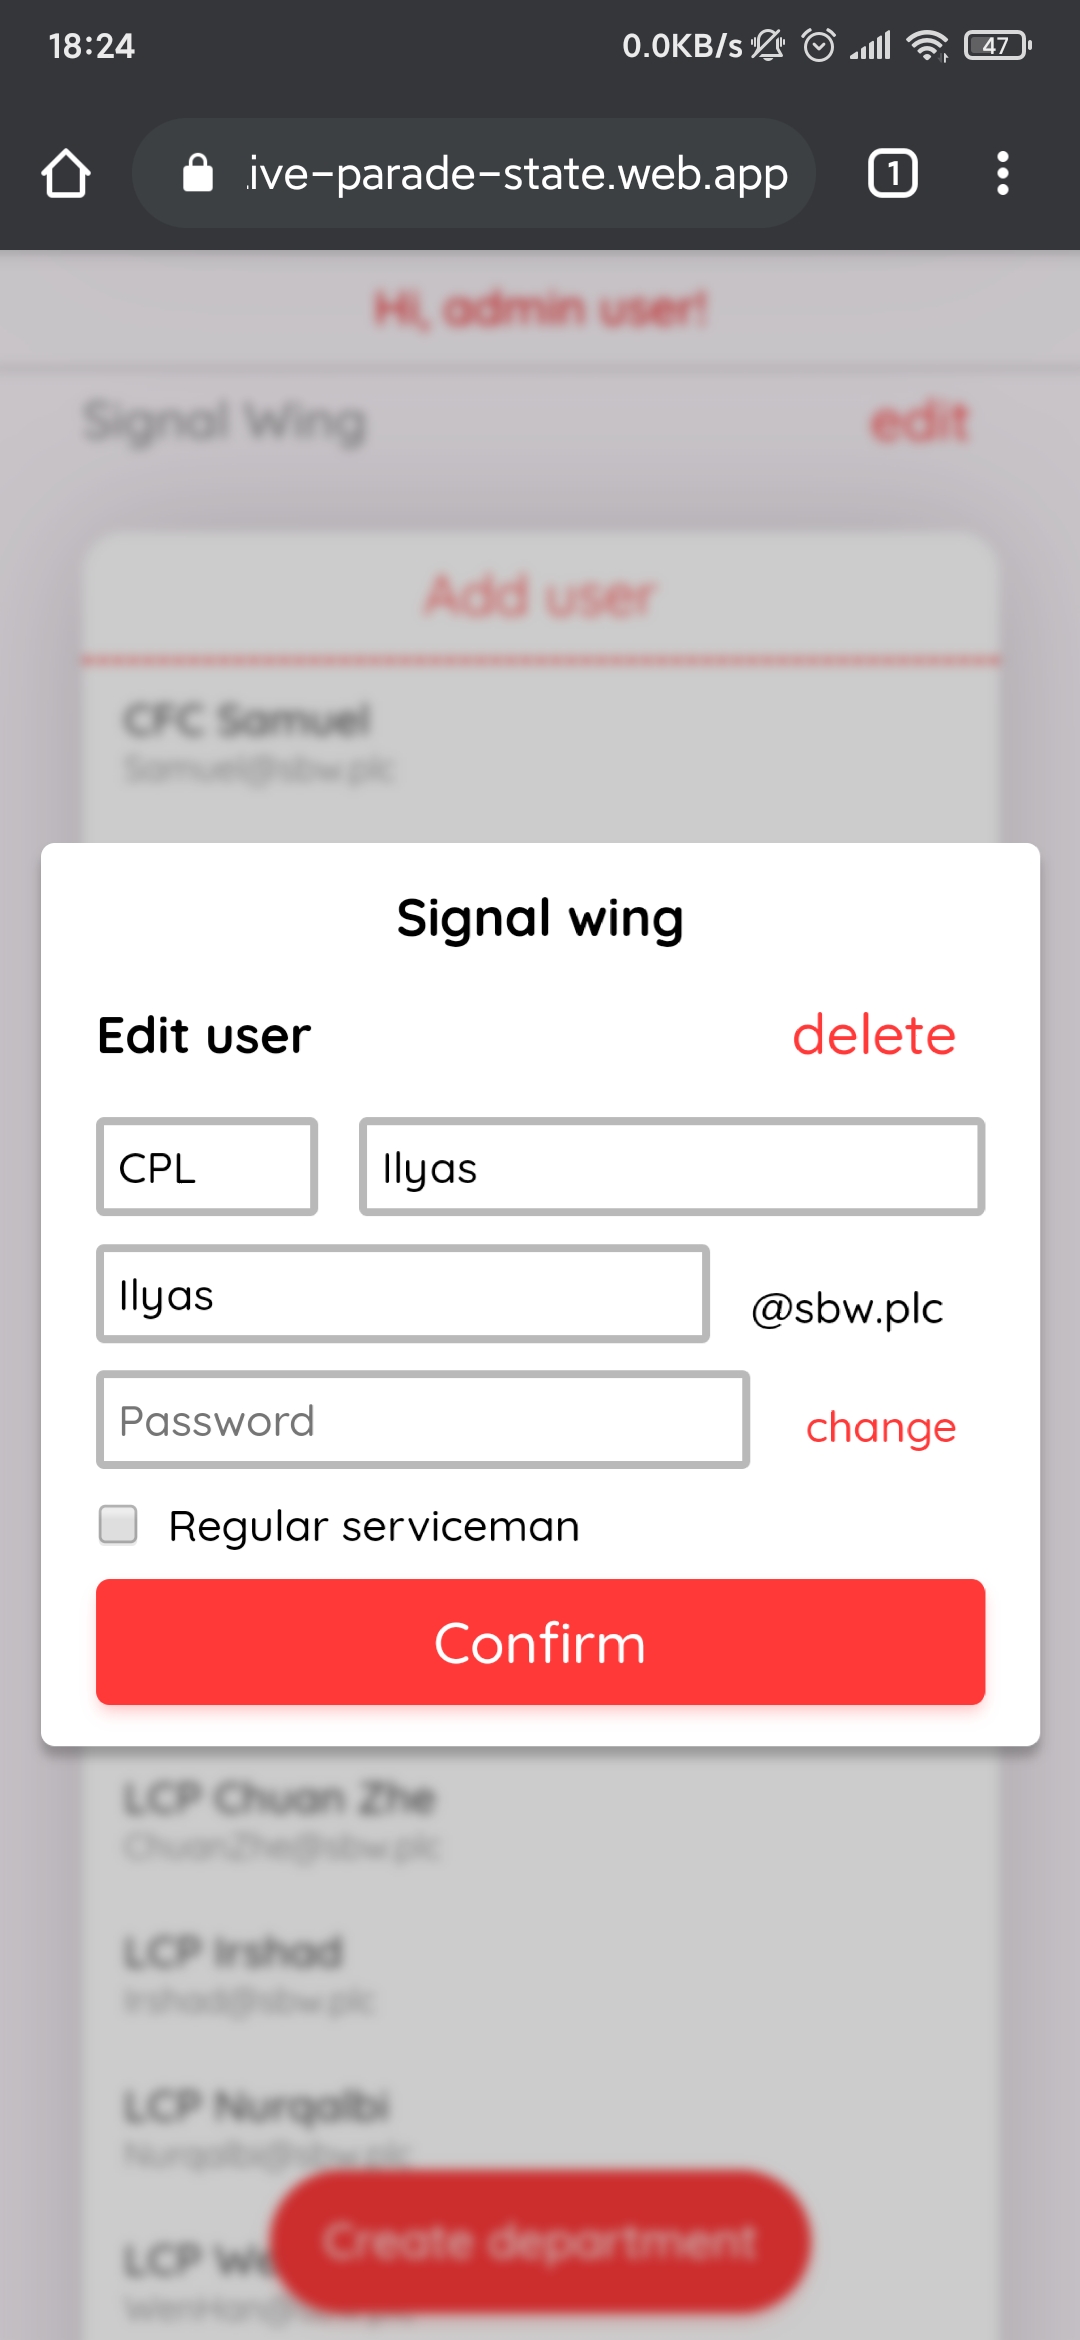 18:24 0.0KB/s 47
ive-parade-state.web.app 1
Hi, admin user!
Signal Wing edit
Add user
CFC Samuel
Samuel@sbw.plc
Signal wing
Edit user delete
CPL Ilyas
Ilyas @sbw.plc
Password change
Regular serviceman
Confirm
LCP Chuan Zhe
ChuanZhe@sbw.plc
LCP Irshad
Irshad@sbw.plc
LCP Nurqalbi
Nurqalbi@sbw.plc
Create department
LCP